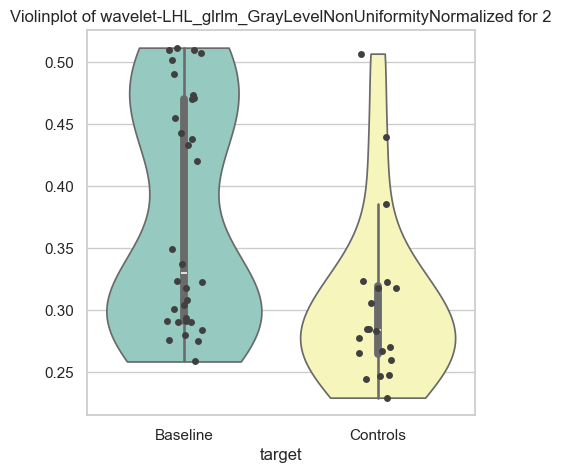 Violinplot of wavelet-LHL_glrlm_GrayLevelNonUniformityNormalized for 2
0.50
0.45
0.40
0.35
0.30
0.25
Baseline Controls
target